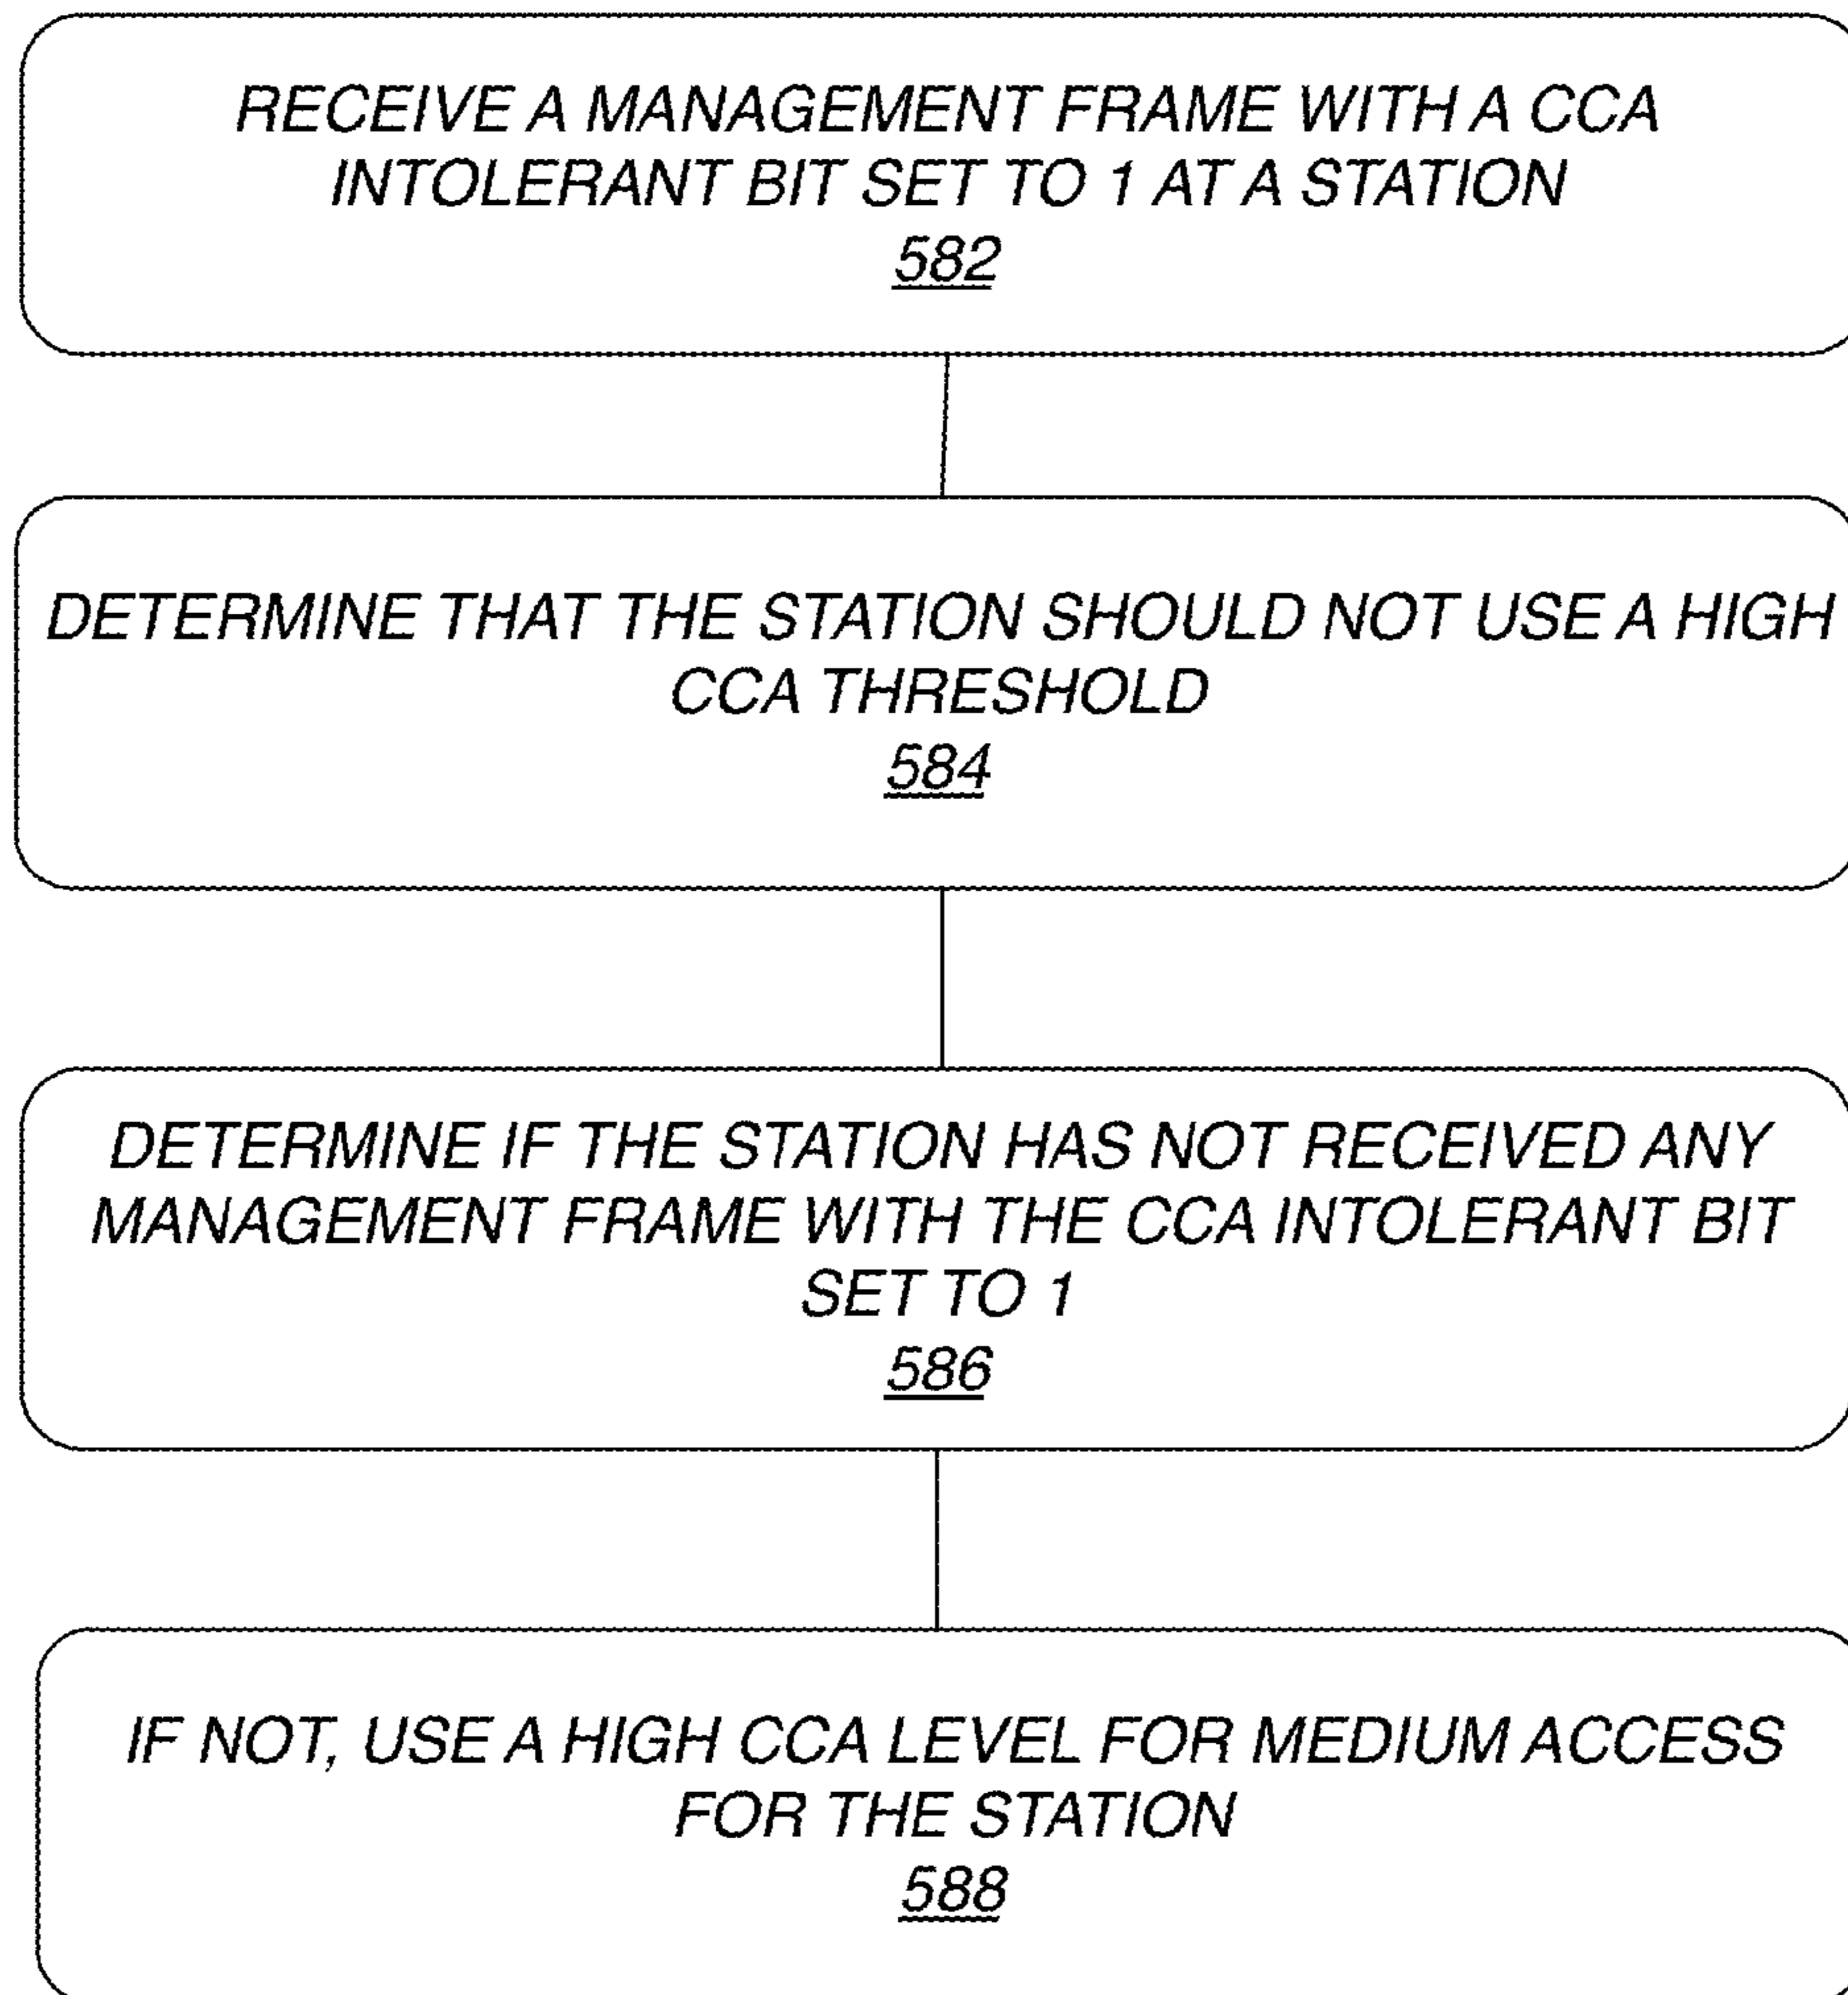 RECEIVE A MANAGEMENT FRAME WITH A CCA
INTOLERANT BIT SET TO 1 AT A STATION
582
DETERMINE THAT THE STATION SHOULD NOT USE A HIGH
CCA THRESHOLD
584
DETERMINE IF THE STATION HAS NOT RECEIVED ANY
MANAGEMENT FRAME WITH THE CCA INTOLERANT BIT
SET TO 1
586
IF NOT, USE A HIGH CCA LEVEL FOR MEDIUM ACCESS
FOR THE STATION
588